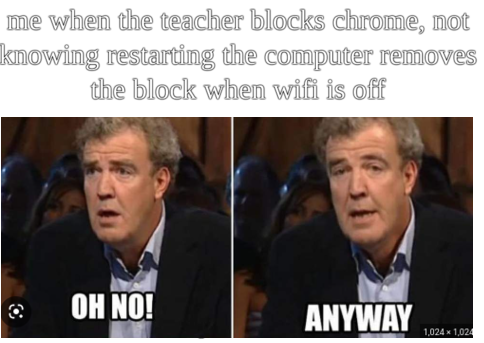 me when the teacher blocks chrome, not
knowing restarting the computer removes
the block when wifi is off
OH NO!
ANYWAY
1,024 × 1,024